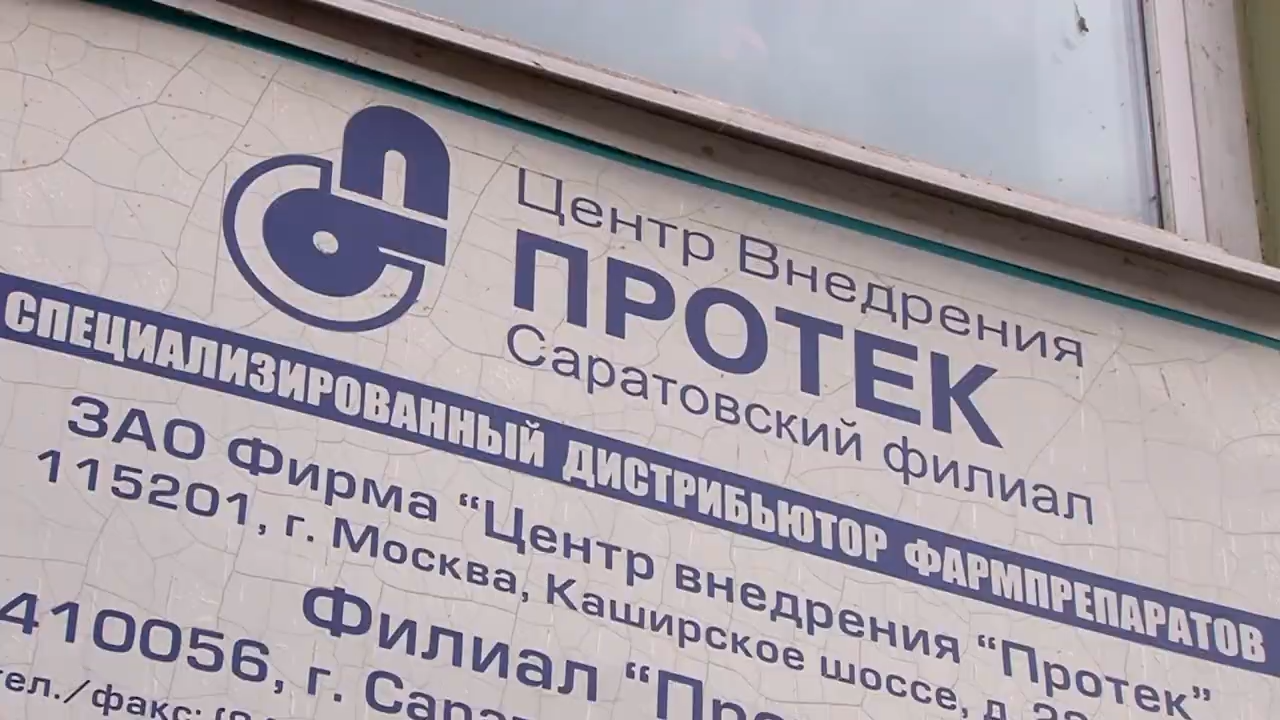 Центр Внедрения
ПРОТЕК
Саратовский филиал
СПЕЦИАЛИЗИРОВАННЫЙ ДИСТРИБЬЮТОР ФАРМПРЕПАРАТОВ
ЗАО Фирма “Центр внедрения “Протек”
115201, г. Москва, Каширское шоссе, д.
Филиал
410056, г.
факс: